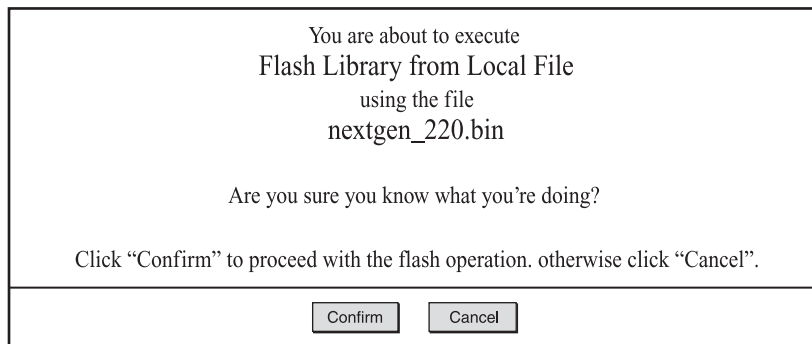 You are about to execute
Flash Library from Local File
using the file
nextgen_220.bin
Are you sure you know what you’re doing?
Click “Confirm” to proceed with the flash operation. otherwise click “Cancel”.
Confirm Cancel